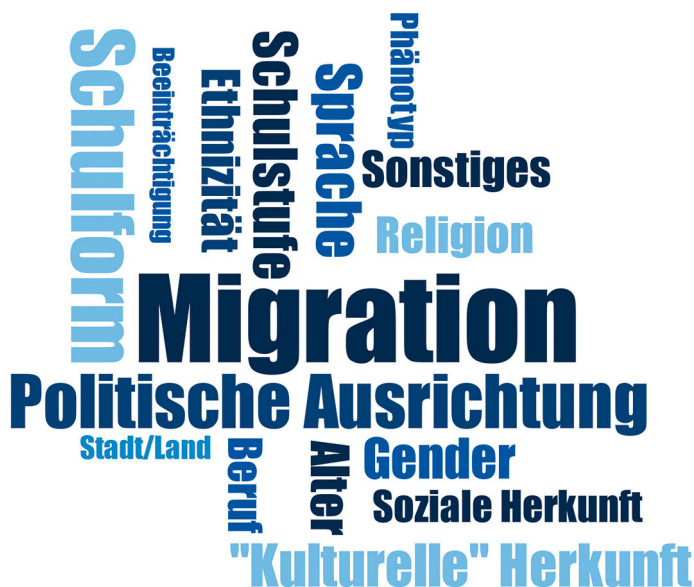 Schulform
Beeinträchtigung
Ethnizität
Schulstufe
Sprache
Phänotyp
Sonstiges
Religion
Migration
Politische Ausrichtung
Stadt/Land
Beruf
Alter
Gender
Soziale Herkunft
"Kulturelle" Herkunft